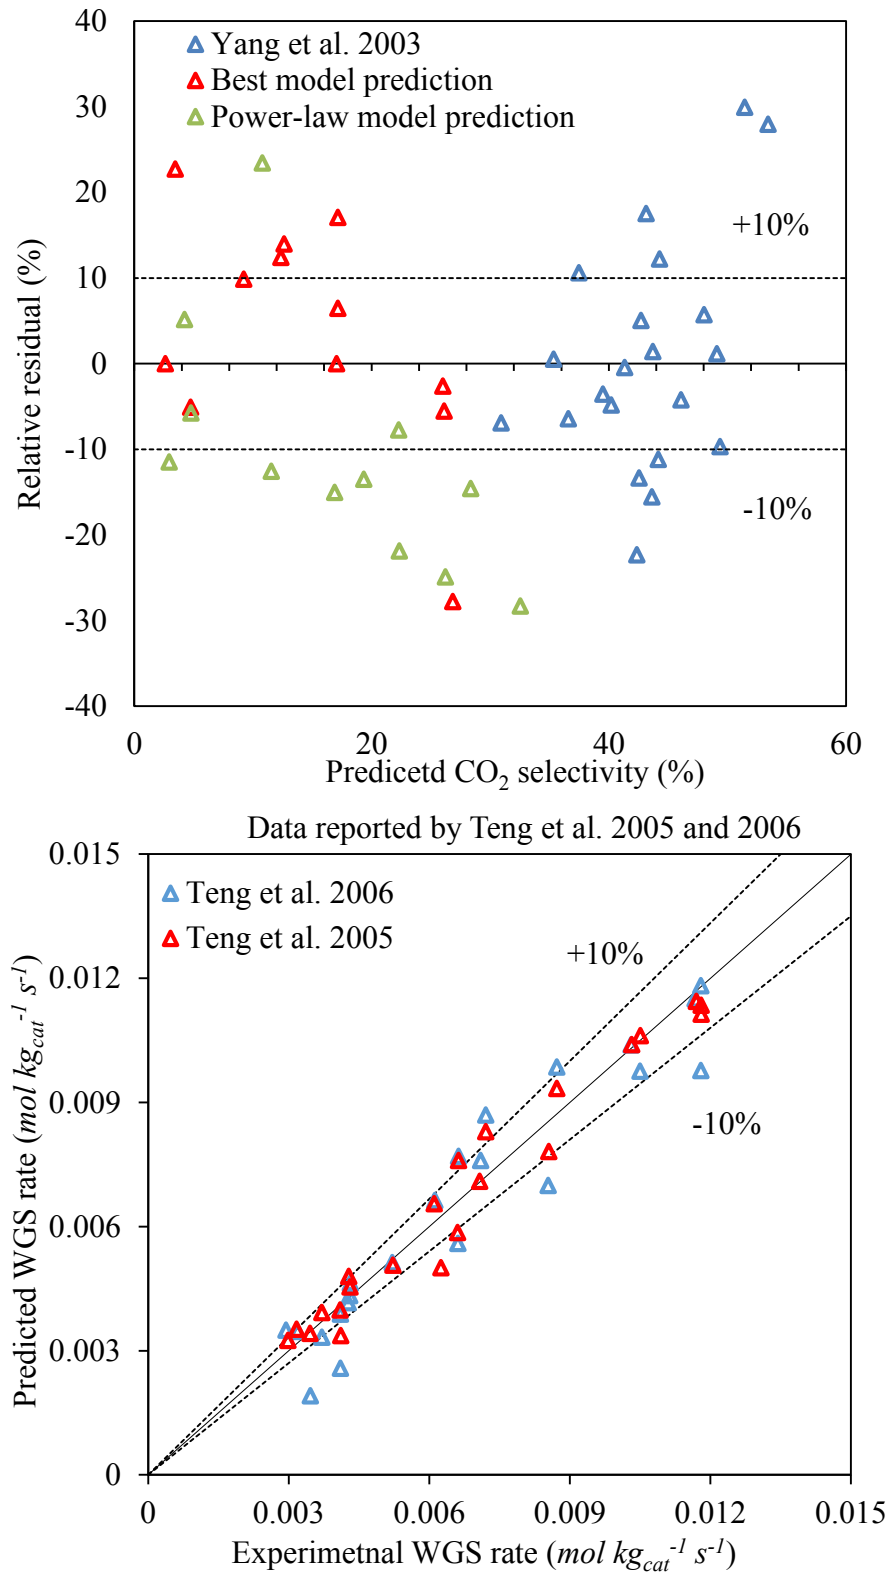 40
30
20
10
0
-10
-20
-30
-40
Relative residual (%)
Yang et al. 2003
Best model prediction
Power-law model prediction
+10%
-10%
0 20 40 60
Predicetd CO₂ selectivity (%)
Data reported by Teng et al. 2005 and 2006
0.015
0.012
0.009
0.006
0.003
0
Predicted WGS rate (mol kg_cat⁻¹ s⁻¹)
Teng et al. 2006
Teng et al. 2005
+10%
-10%
0 0.003 0.006 0.009 0.012 0.015
Experimetnal WGS rate (mol kg_cat⁻¹ s⁻¹)